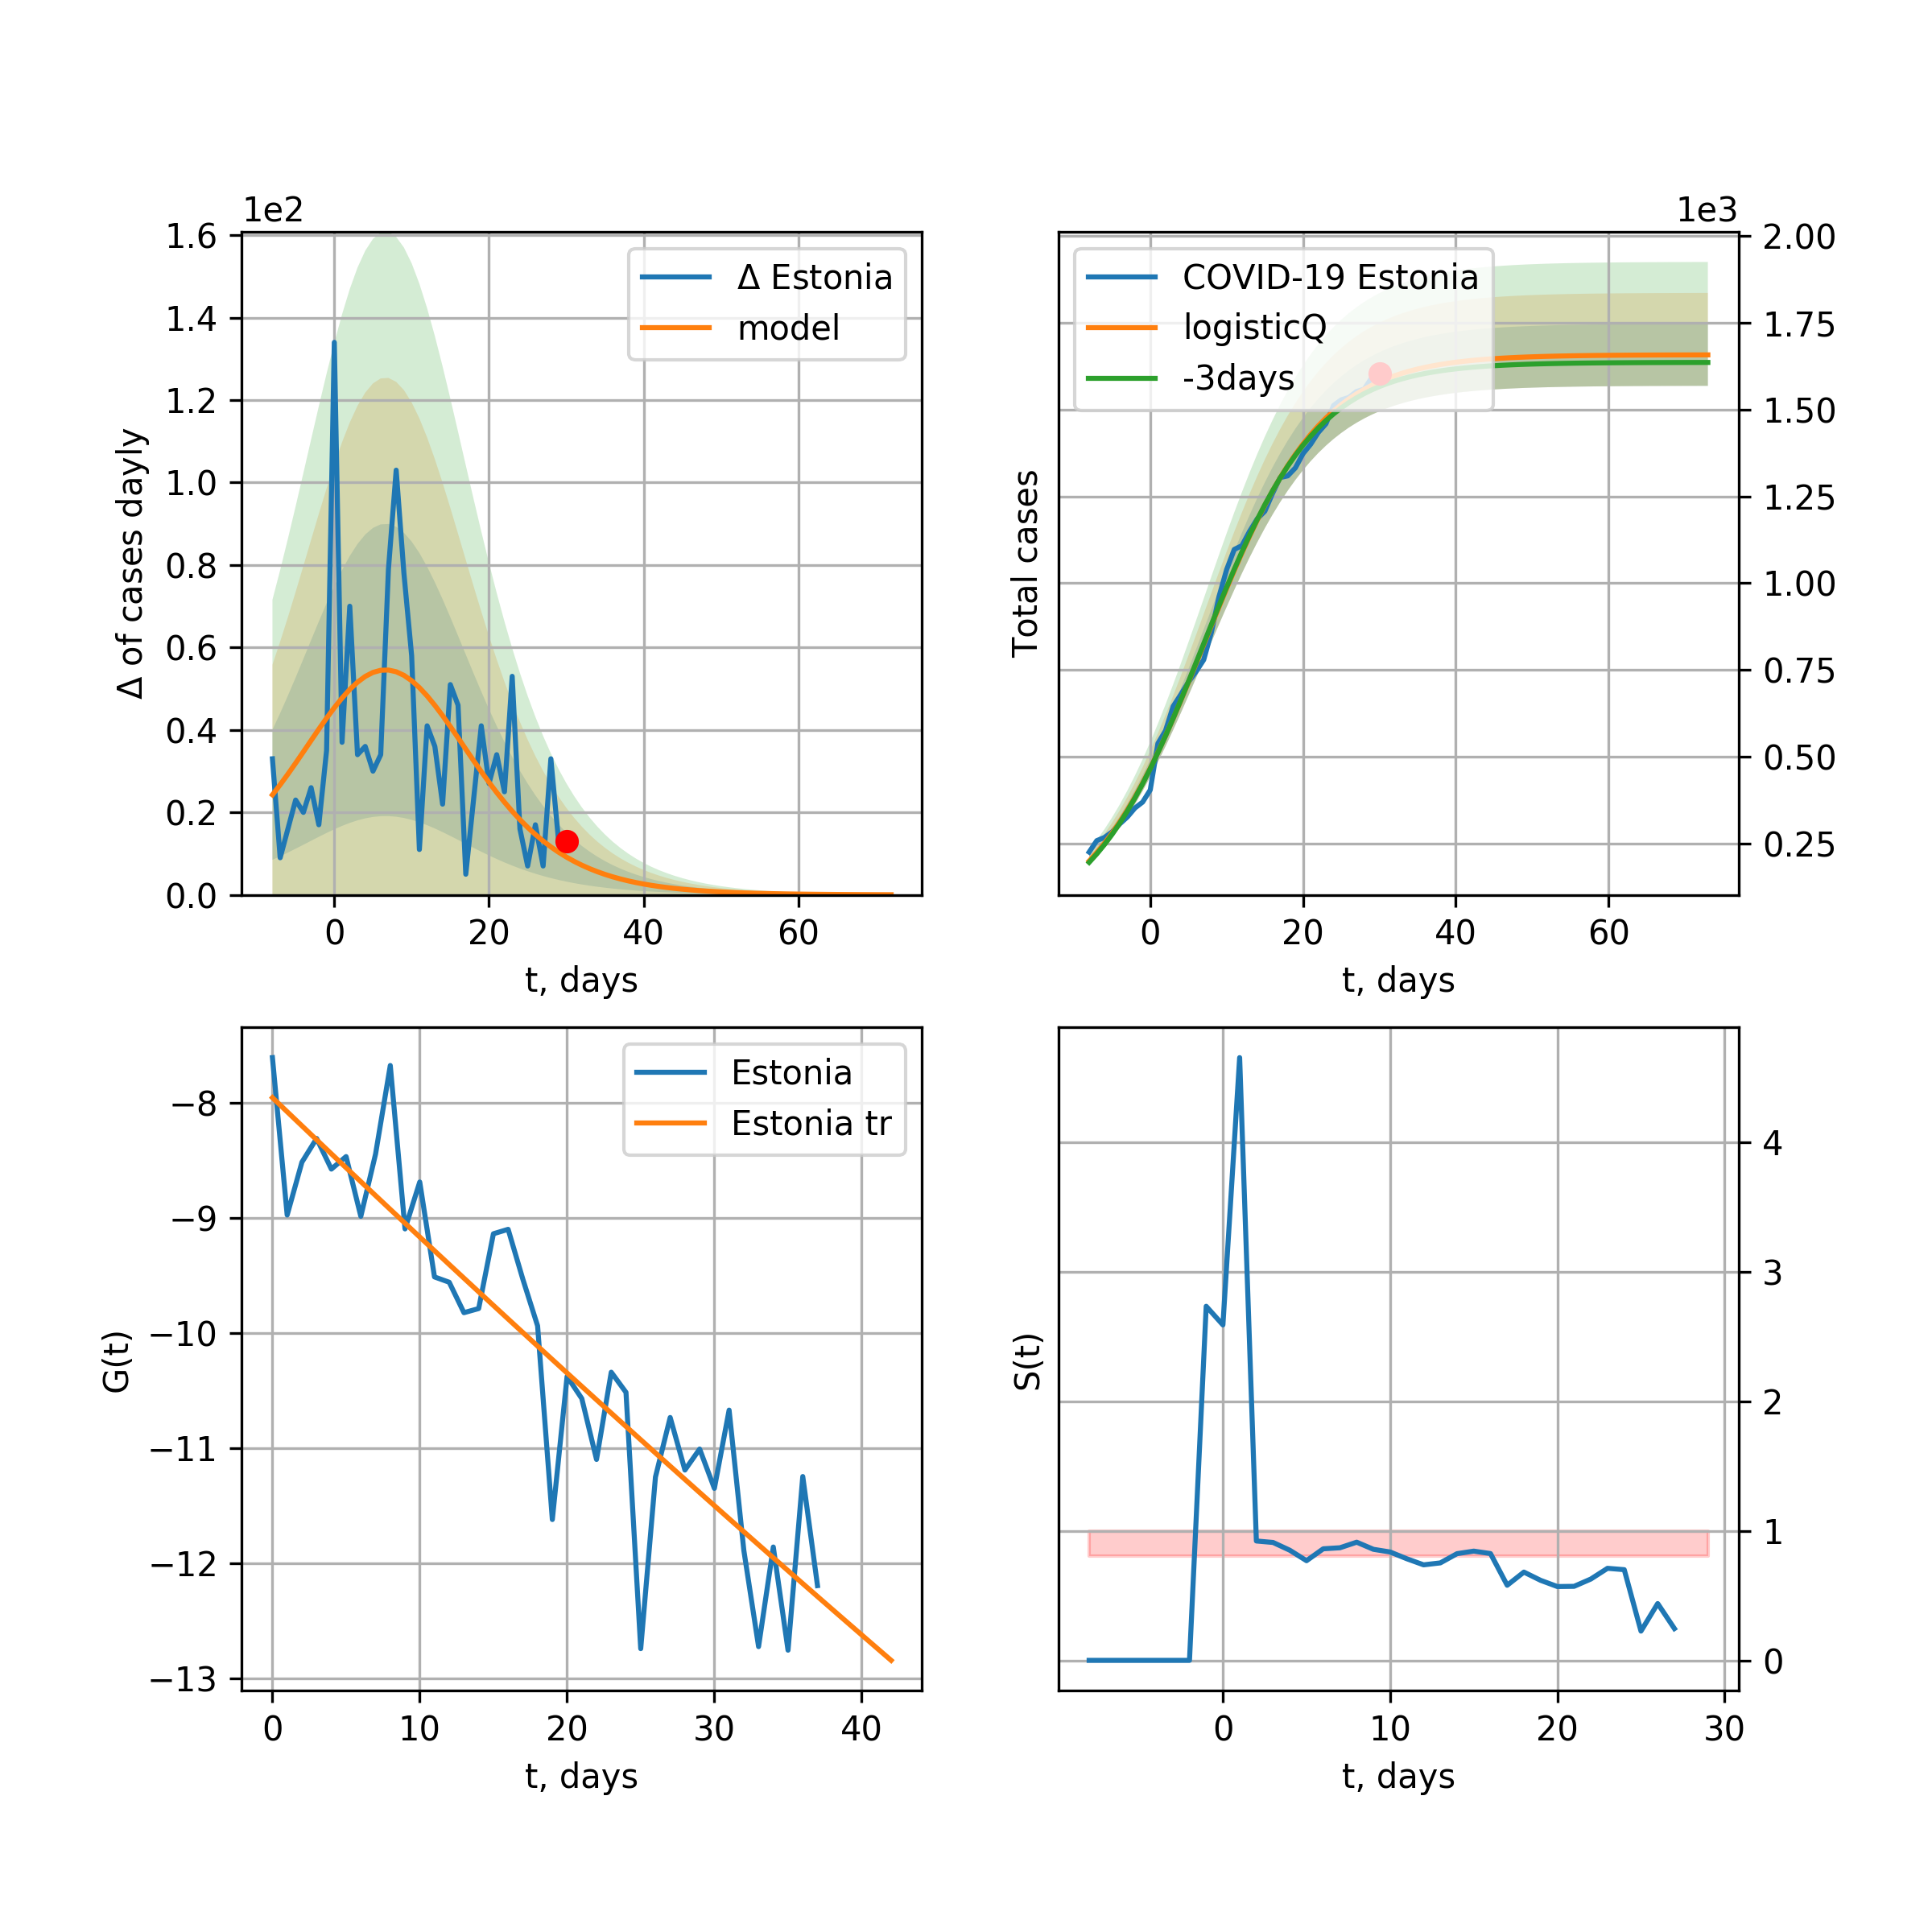 1e2
1.6
1.4
1.2
1.0
0.8
0.6
0.4
0.2
0.0
Δ of cases dayly
Δ Estonia
model
0 20 40 60
t, days
1e3
2.00
1.75
1.50
1.25
1.00
0.75
0.50
0.25
Total cases
COVID-19 Estonia
logisticQ
-3days
0 20 40 60
t, days
−8
−9
−10
−11
−12
−13
G(t)
Estonia
Estonia tr
0 10 20 30 40
t, days
S(t)
4
3
2
1
0
0 10 20 30
t, days